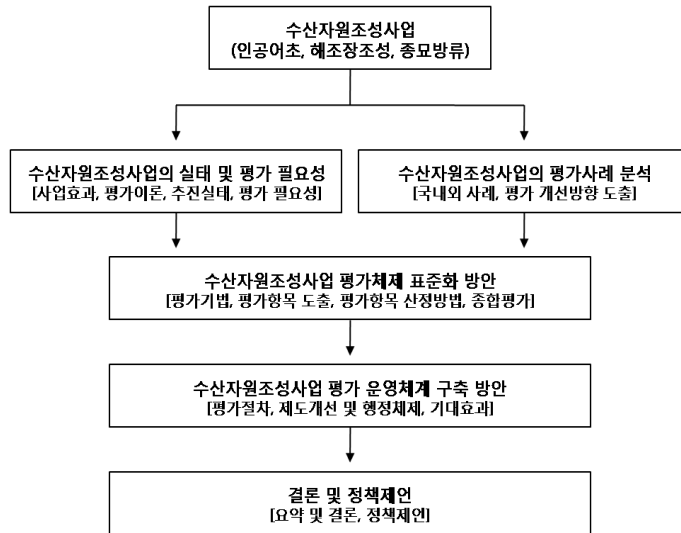 수산자원조성사업
(인공어초, 해조장조성, 종묘방류)
수산자원조성사업의 실태 및 평가 필요성
[사업효과, 평가이론, 추진실태, 평가 필요성]
수산자원조성사업의 평가사례 분석
[국내외 사례, 평가 개선방향 도출]
수산자원조성사업 평가체제 표준화 방안
[평가기법, 평가항목 도출, 평가항목 산정방법, 종합평가]
수산자원조성사업 평가 운영체계 구축 방안
[평가절차, 제도개선 및 행정체제, 기대효과]
결론 및 정책제언
[요약 및 결론, 정책제언]